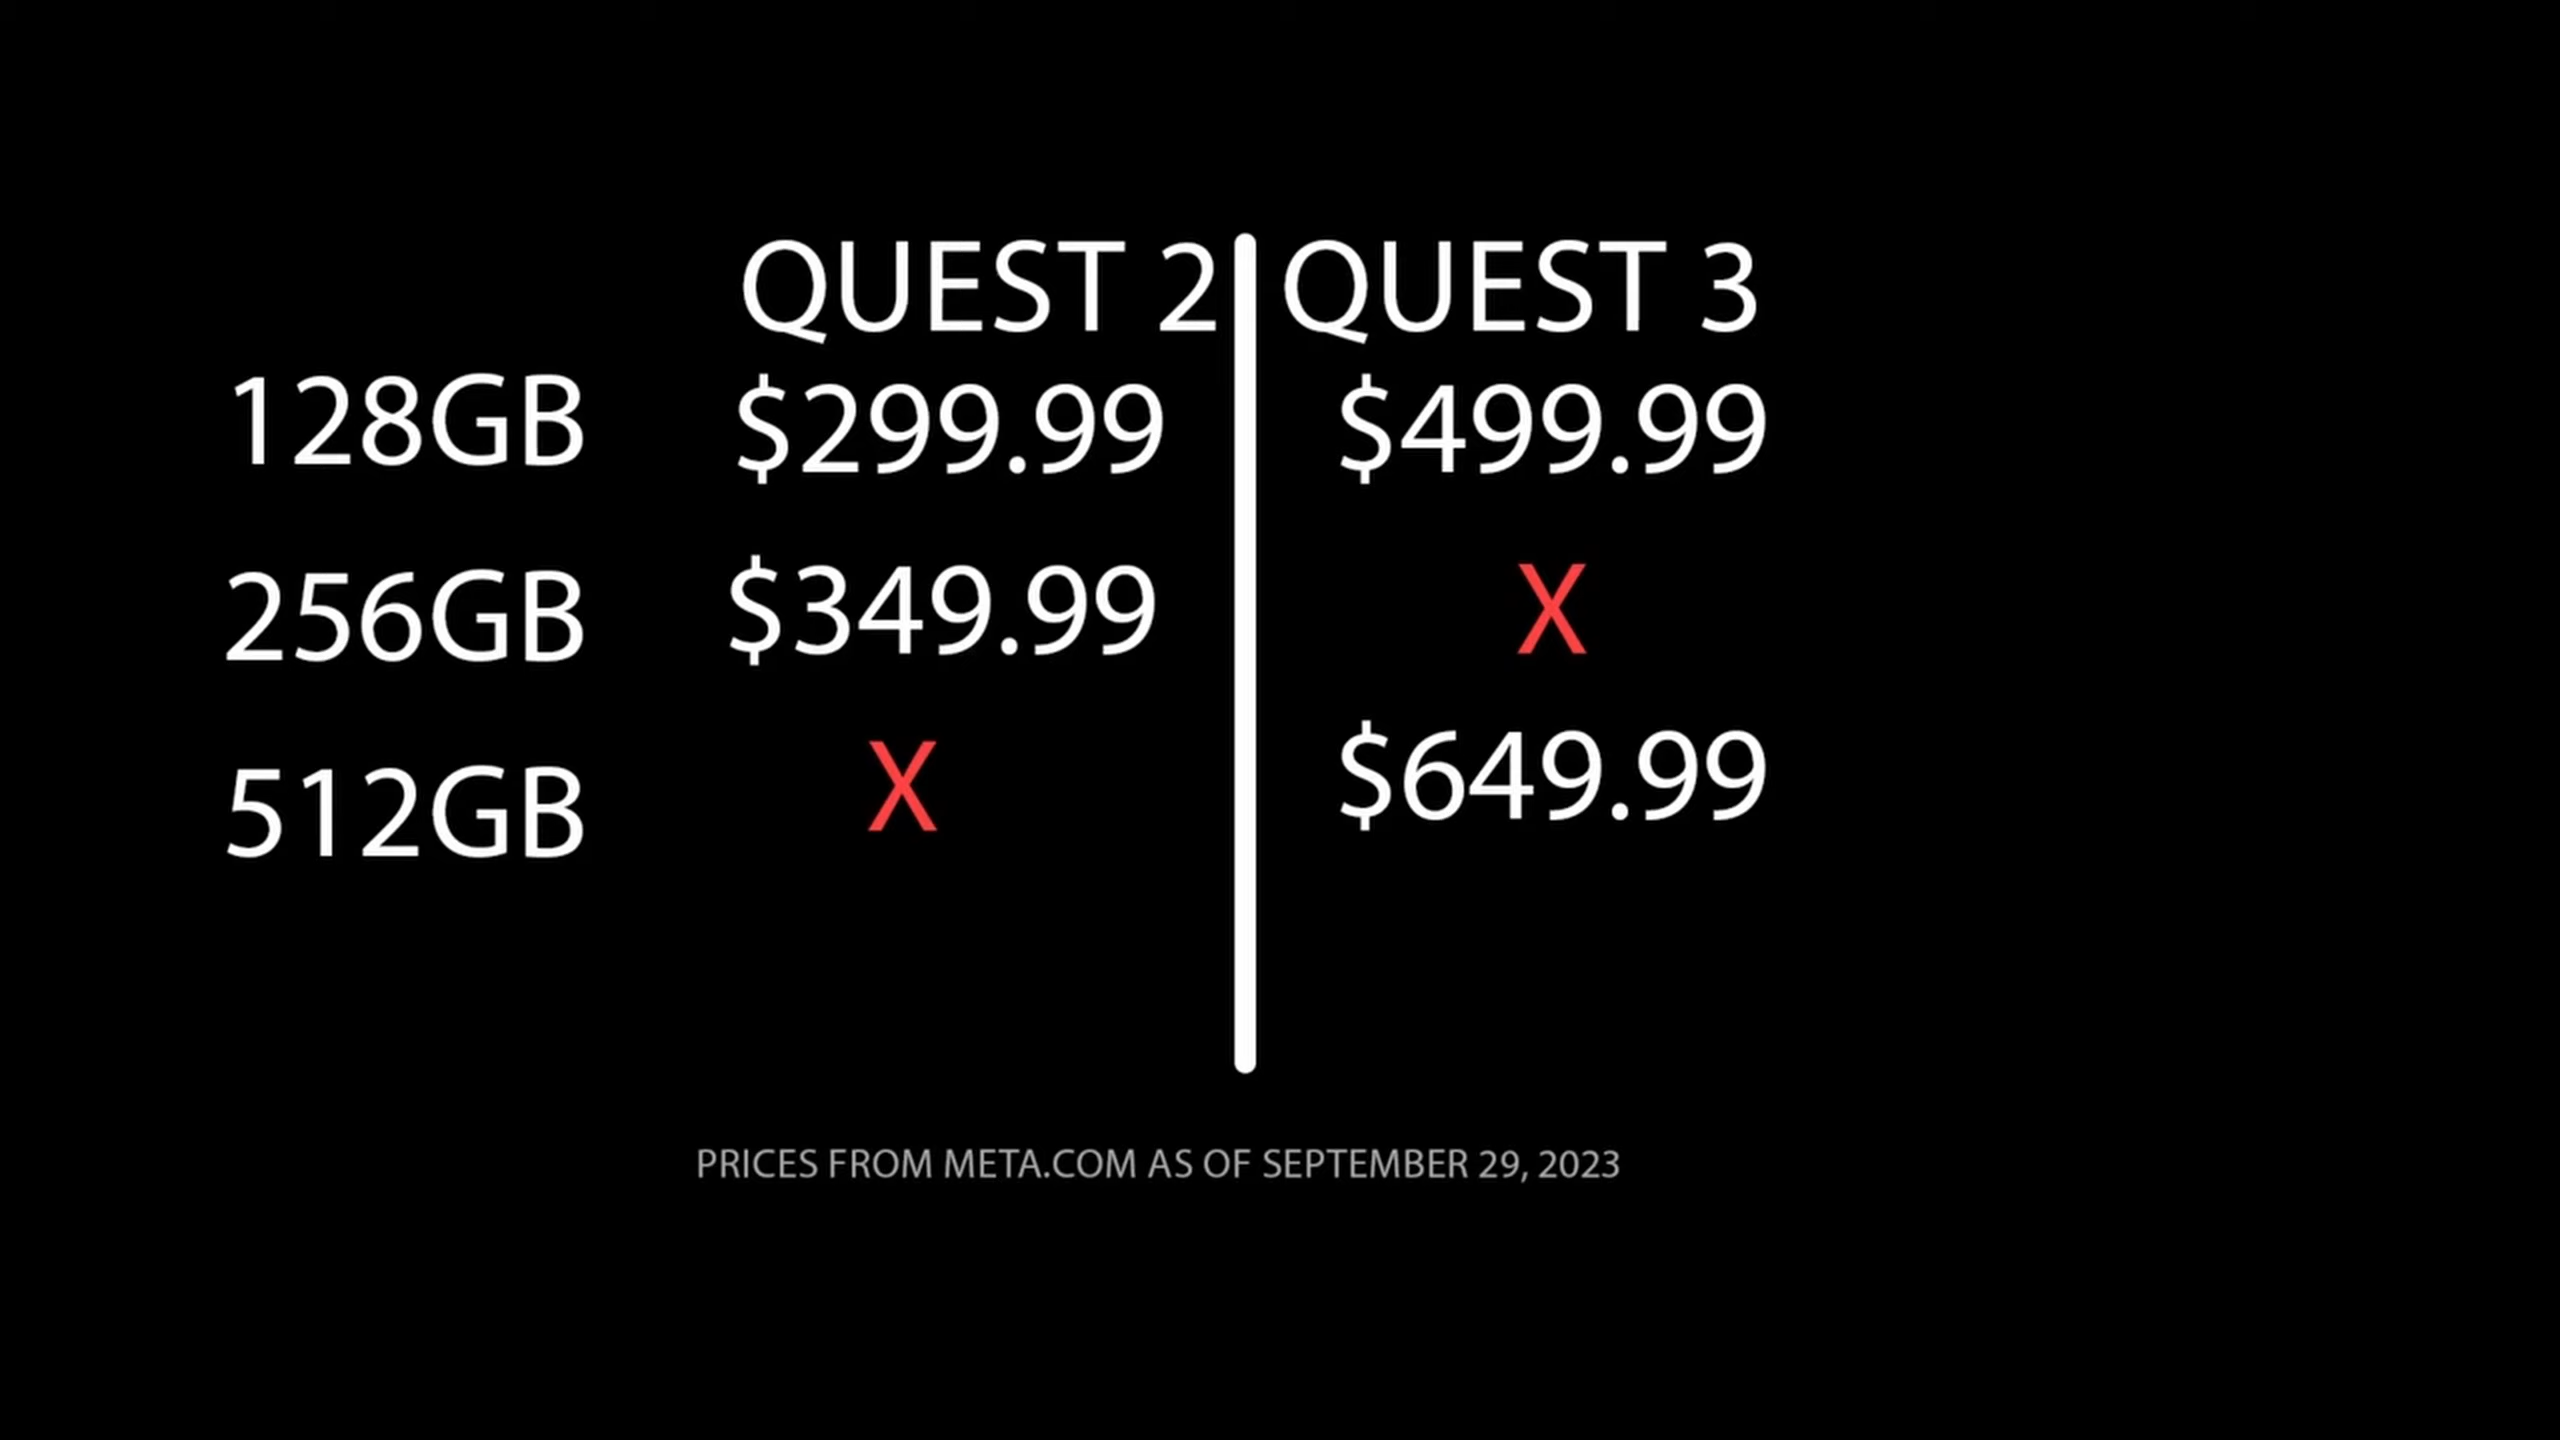 QUEST 2 QUEST 3
128GB $299.99 $499.99
256GB $349.99 X
512GB X $649.99
PRICES FROM META.COM AS OF SEPTEMBER 29, 2023